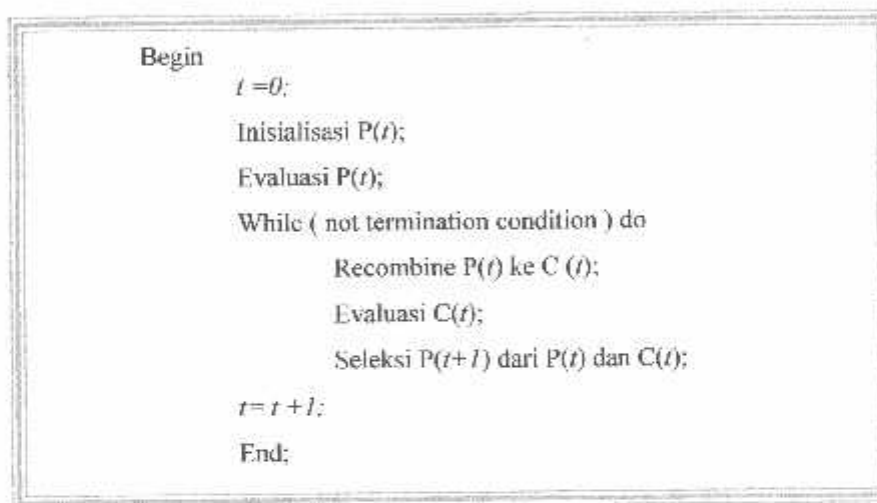 Begin
t =0;
Inisialisasi P(t);
Evaluasi P(t);
While ( not termination condition ) do
Recombine P(t) ke C (t);
Evaluasi C(t);
Seleksi P(t+1) dari P(t) dan C(t);
t= t +1;
End;